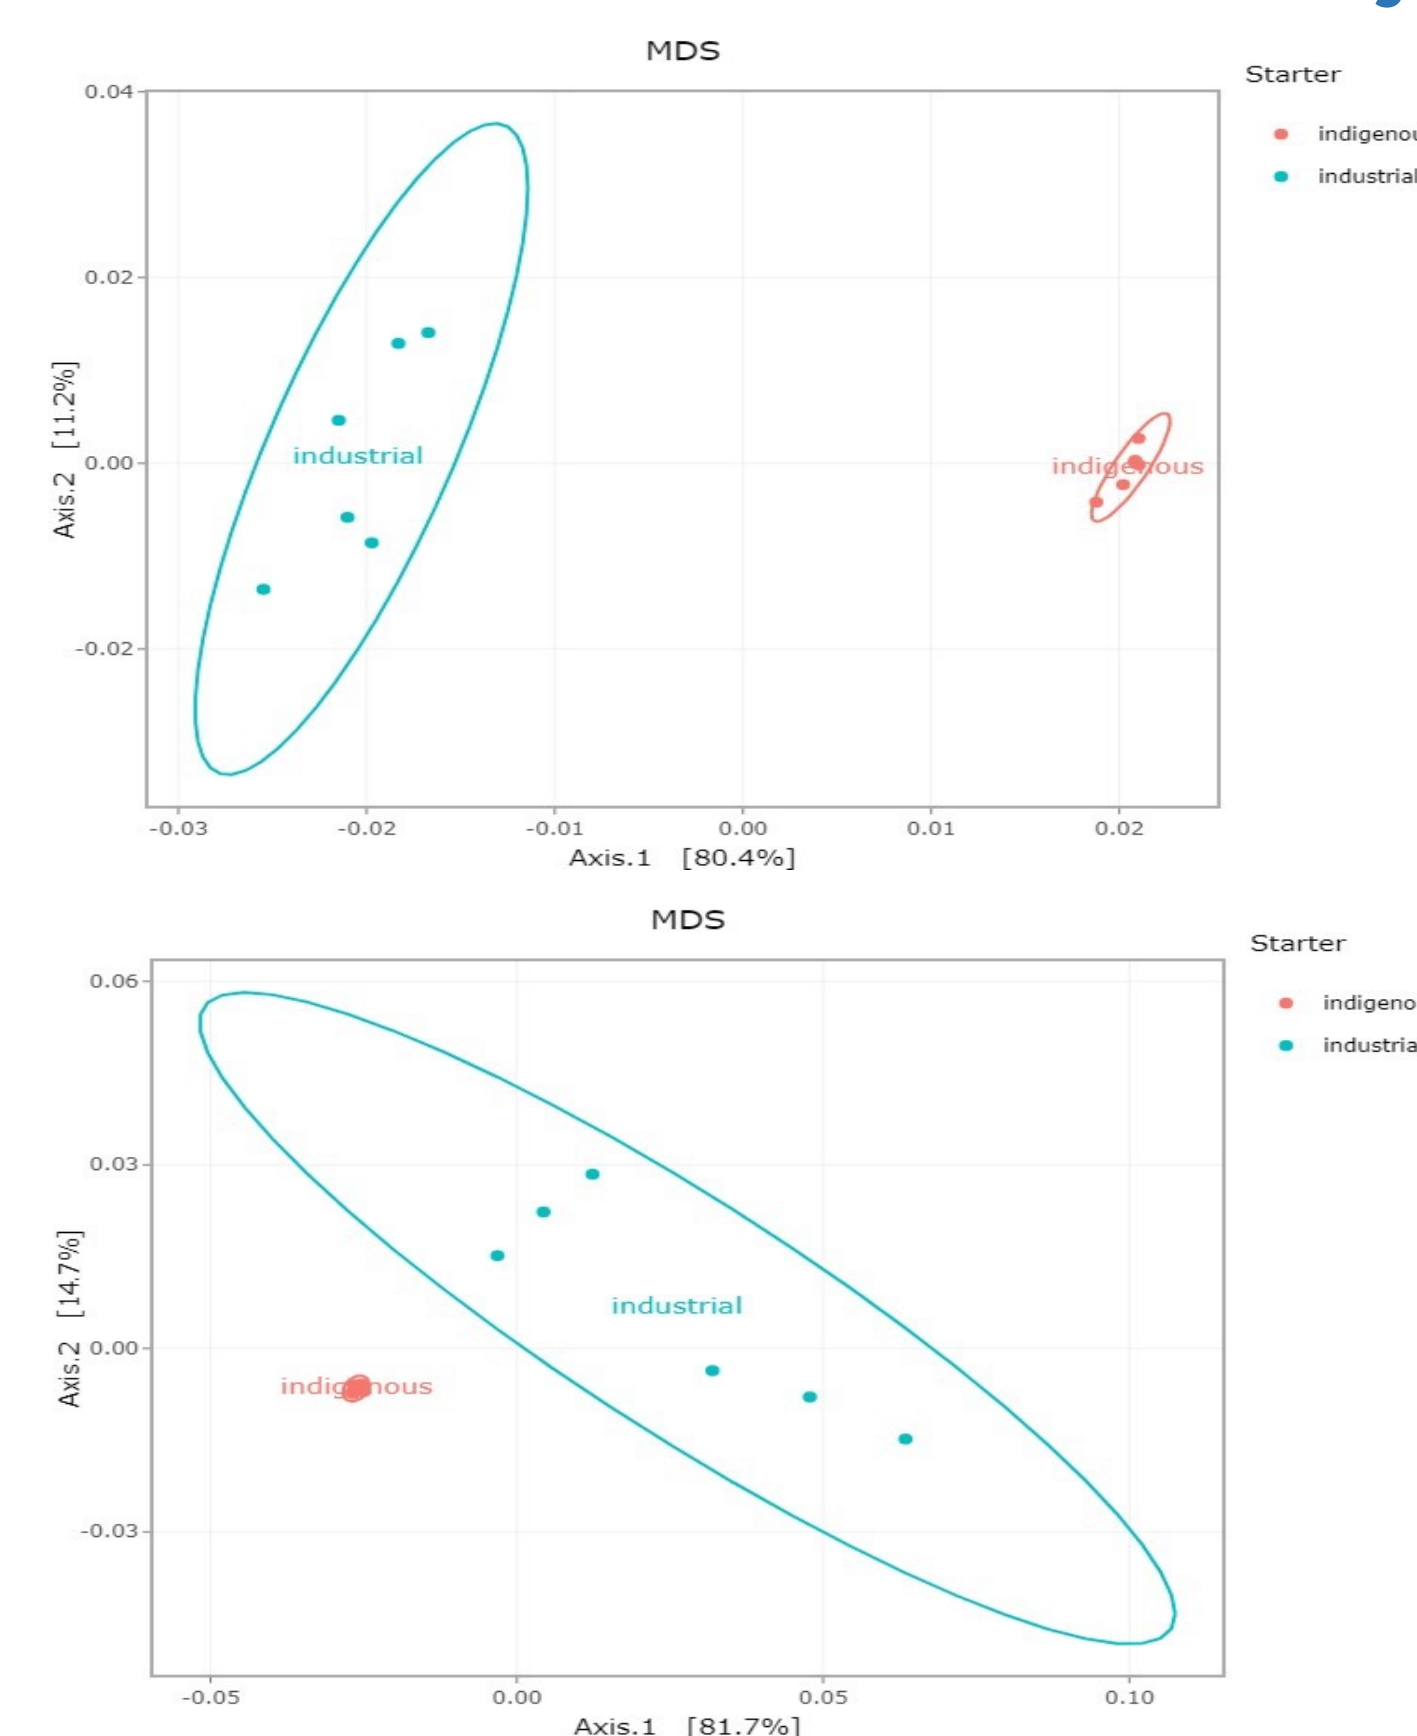 MDS
Starter
indigenou
industrial
0.04
0.02
0.00
-0.02
Axis.2 [11.2%]
industrial
indigenous
-0.03 -0.02 -0.01 0.00 0.01 0.02
Axis.1 [80.4%]
MDS
Starter
indigeno
industria
0.06
0.03
0.00
-0.03
Axis.2 [14.7%]
industrial
indigenous
-0.05 0.00 0.05 0.10
Axis.1 [81.7%]